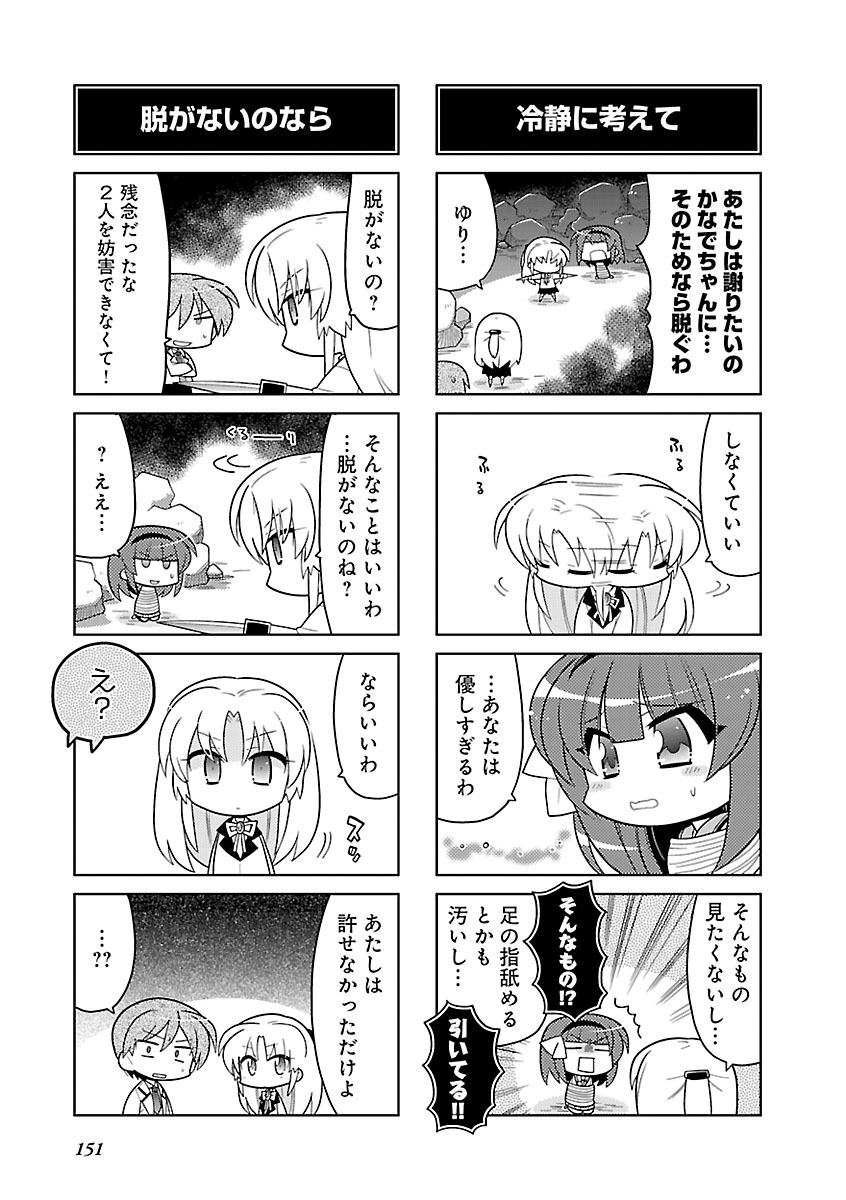 冷静に考えて
あたしは謝りたいの
かなでちゃんに…
そのためなら脱ぐわ
ゆり…
しなくていい
ふる
ふる
…あなたは
優しすぎるわ
そんなもの
見たくないし…
そんなもの!?
足の指舐める
とかも
汚いし…
引いてる!!
脱がないのなら
脱がないの?
残念だったな
2人を妨害できなくて!
くるーーり
そんなことはいいわ
…脱がないのね?
? ええ…
ならいいわ
え?
スッ
あたしは
許せなかっただけよ
…??
151